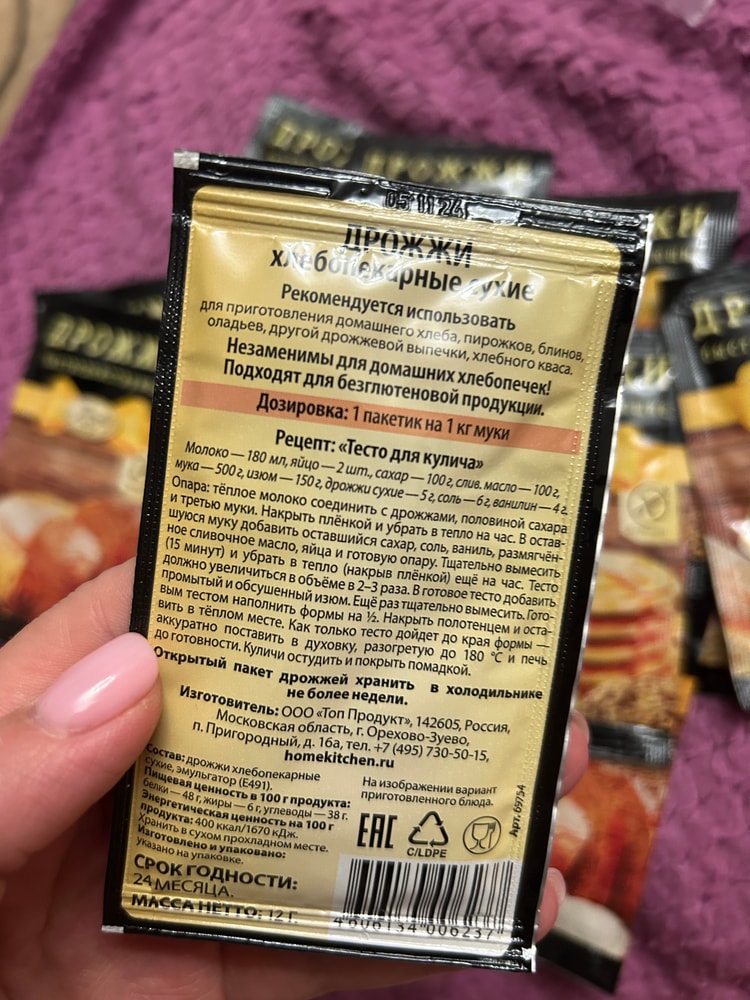 05 11 24
ДРОЖЖИ
хлебопекарные сухие
Рекомендуется использовать
для приготовления домашнего хлеба, пирожков, блинов,
оладьев, другой дрожжевой выпечки, хлебного кваса.
Незаменимы для домашних хлебопечек!
Подходят для безглютеновой продукции.
Дозировка: 1 пакетик на 1 кг муки
Рецепт: «Тесто для кулича»
Молоко — 180 мл, яйцо — 2 шт., сахар — 100 г, слив. масло — 100 г,
мука — 500 г, изюм — 150 г, дрожжи сухие — 5 г, соль — 6 г, ванилин — 4 г.
Опара: тёплое молоко соединить с дрожжами, половиной сахара
и третью муки. Накрыть плёнкой и убрать в тепло на час. В остав-
шуюся муку добавить оставшийся сахар, соль, ваниль, размягчён-
ное сливочное масло, яйца и готовую опару. Тщательно вымесить
(15 минут) и убрать в тепло (накрыв плёнкой) ещё на час. Тесто
должно увеличиться в объёме в 2–3 раза. В готовое тесто добавить
промытый и обсушенный изюм. Ещё раз тщательно вымесить. Гото-
вым тестом наполнить формы на ½. Накрыть полотенцем и оста-
вить в тёплом месте. Как только тесто дойдет до края формы —
аккуратно поставить в духовку, разогретую до 180 °C и печь
до готовности. Куличи остудить и покрыть помадкой.
Открытый пакет дрожжей хранить в холодильнике
не более недели.
Изготовитель: ООО «Топ Продукт», 142605, Россия,
Московская область, г. Орехово-Зуево,
п. Пригородный, д. 16а, тел. +7 (495) 730-50-15,
homekitchen.ru
Состав: дрожжи хлебопекарные
сухие, эмульгатор (Е491).
Пищевая ценность в 100 г продукта:
белки — 48 г, жиры — 6 г, углеводы — 38 г.
Энергетическая ценность на 100 г
продукта: 400 ккал/1670 кДж.
Хранить в сухом прохладном месте.
Изготовлено и упаковано:
указано на упаковке.
СРОК ГОДНОСТИ:
24 МЕСЯЦА.
МАССА НЕТТО: 12 Г.
На изображении вариант
приготовленного блюда.
EAC
C/LDPE
Арт. 69754
4 606134 006237
ДРОЖЖИ